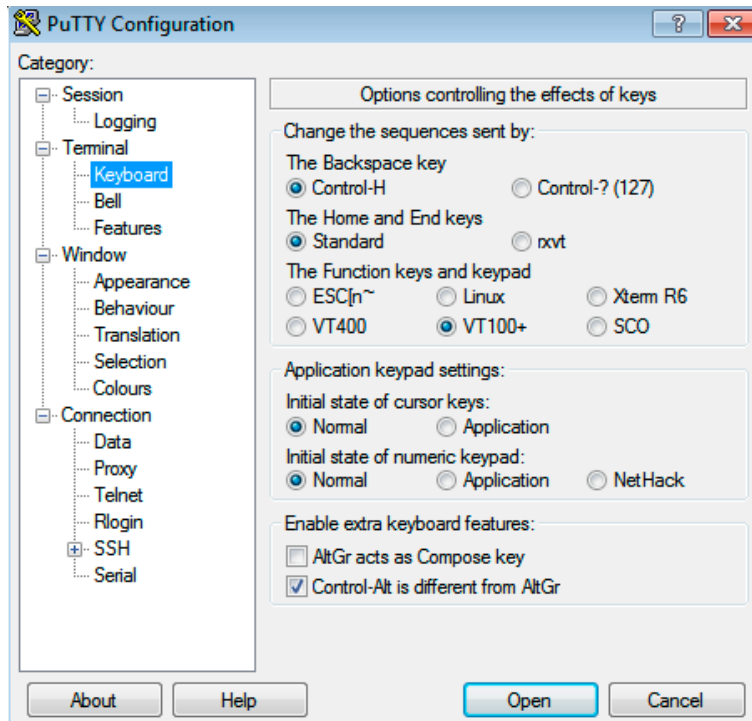 PuTTY Configuration
Category:
Session
Logging
Terminal
Keyboard
Bell
Features
Window
Appearance
Behaviour
Translation
Selection
Colours
Connection
Data
Proxy
Telnet
Rlogin
SSH
Serial
Options controlling the effects of keys
Change the sequences sent by:
The Backspace key
Control-H Control-? (127)
The Home and End keys
Standard rxvt
The Function keys and keypad
ESC[n~ Linux Xterm R6
VT400 VT100+ SCO
Application keypad settings:
Initial state of cursor keys:
Normal Application
Initial state of numeric keypad:
Normal Application NetHack
Enable extra keyboard features:
AltGr acts as Compose key
Control-Alt is different from AltGr
About Help Open Cancel